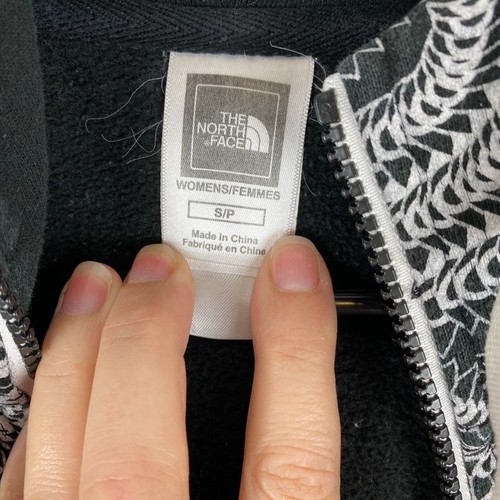 THE
NORTH
FACE
WOMENS/FEMMES
S/P
Made in China
Fabriqué en Chine